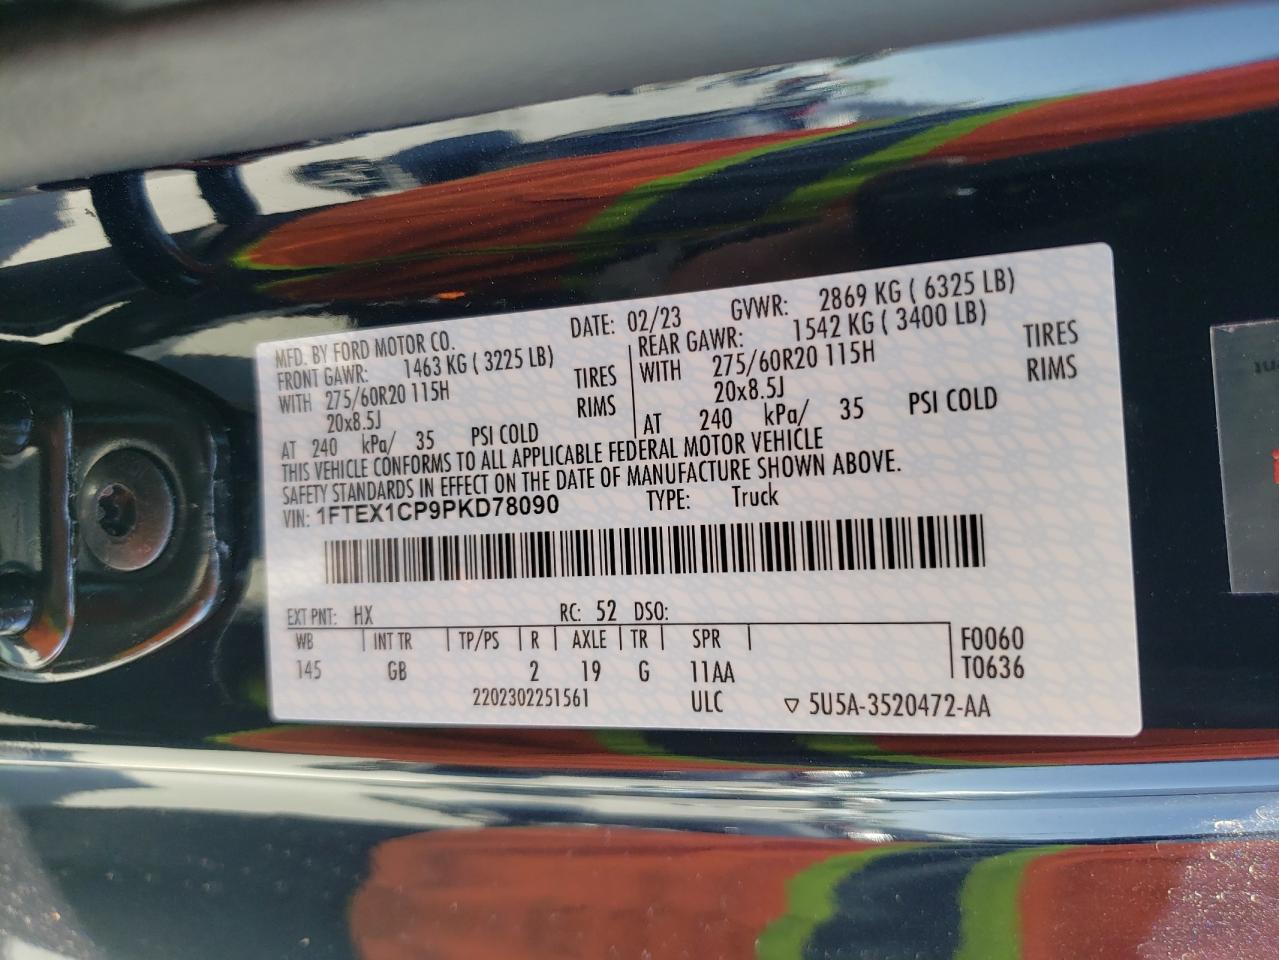 MFD. BY FORD MOTOR CO. DATE: 02/23 GVWR: 2869 KG ( 6325 LB)
FRONT GAWR: 1463 KG ( 3225 LB) REAR GAWR: 1542 KG ( 3400 LB)
WITH 275/60R20 115H TIRES WITH 275/60R20 115H TIRES
20x8.5J RIMS 20x8.5J RIMS
AT 240 kPa/ 35 PSI COLD AT 240 kPa/ 35 PSI COLD
THIS VEHICLE CONFORMS TO ALL APPLICABLE FEDERAL MOTOR VEHICLE
SAFETY STANDARDS IN EFFECT ON THE DATE OF MANUFACTURE SHOWN ABOVE.
VIN: 1FTEX1CP9PKD78090 TYPE: Truck
EXT PNT: HX RC: 52 DSO:
WB INT TR TP/PS R AXLE TR SPR F0060
145 GB 2 19 G 11AA T0636
2202302251561 ULC ▽ 5U5A-3520472-AA